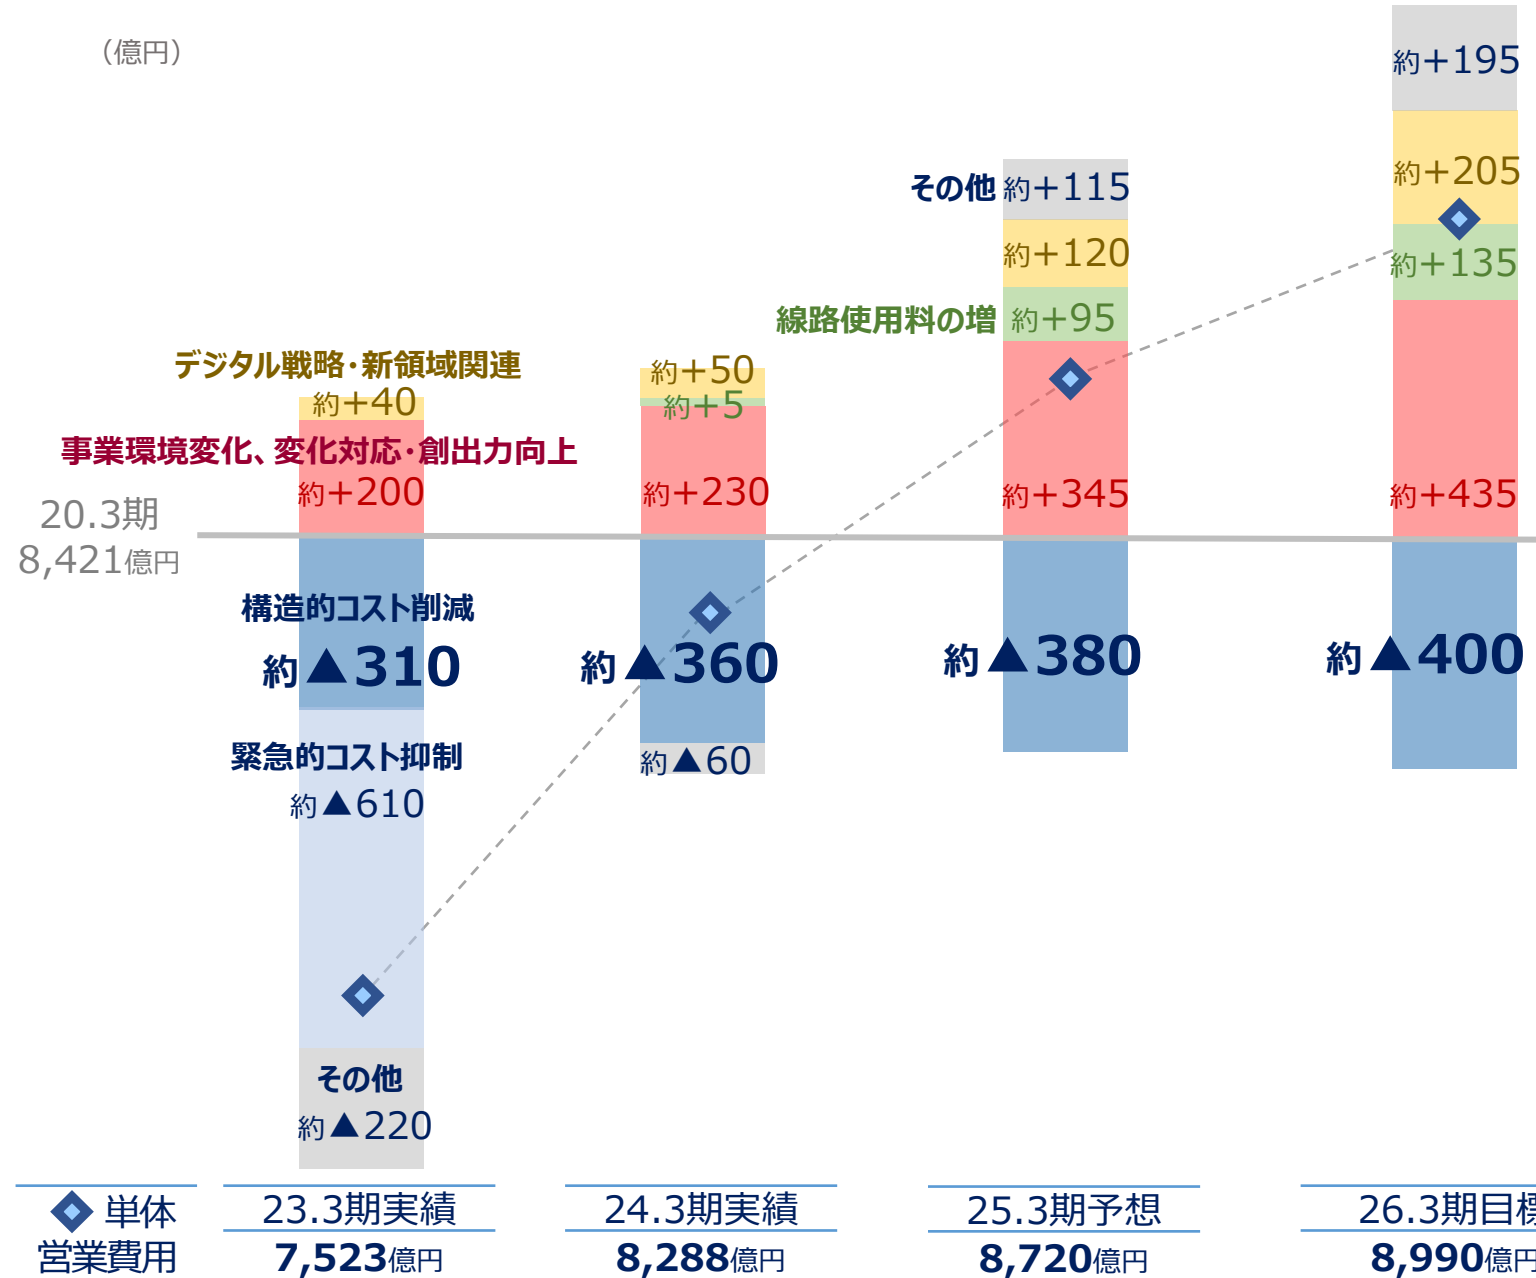 （億円）
約+195
約+205
約+135
約+435
その他 約+115
約+120
線路使用料の増 約+95
約+345
デジタル戦略・新領域関連
約+40
約+50
約+5
事業環境変化、変化対応・創出力向上
約+200
約+230
20.3期
8,421億円
構造的コスト削減
約▲310
約▲360
約▲380
約▲400
緊急的コスト抑制
約▲610
約▲60
その他
約▲220
単体
営業費用
23.3期実績
7,523億円
24.3期実績
8,288億円
25.3期予想
8,720億円
26.3期目標
8,990億円